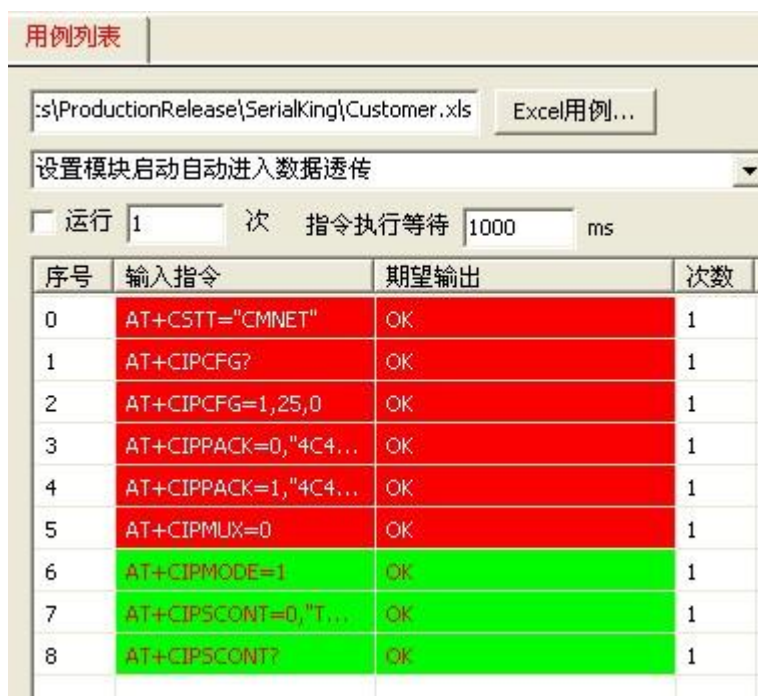 用例列表
:s\ProductionRelease\SerialKing\Customer.xls Excel用例...
设置模块启动自动进入数据透传
运行 1 次 指令执行等待 1000 ms
序号 输入指令 期望输出 次数
0 AT+CSTT="CMNET" OK 1
1 AT+CIPCFG? OK 1
2 AT+CIPCFG=1,25,0 OK 1
3 AT+CIPPACK=0,"4C4... OK 1
4 AT+CIPPACK=1,"4C4... OK 1
5 AT+CIPMUX=0 OK 1
6 AT+CIPMODE=1 OK 1
7 AT+CIPSCONT=0,"T... OK 1
8 AT+CIPSCONT? OK 1